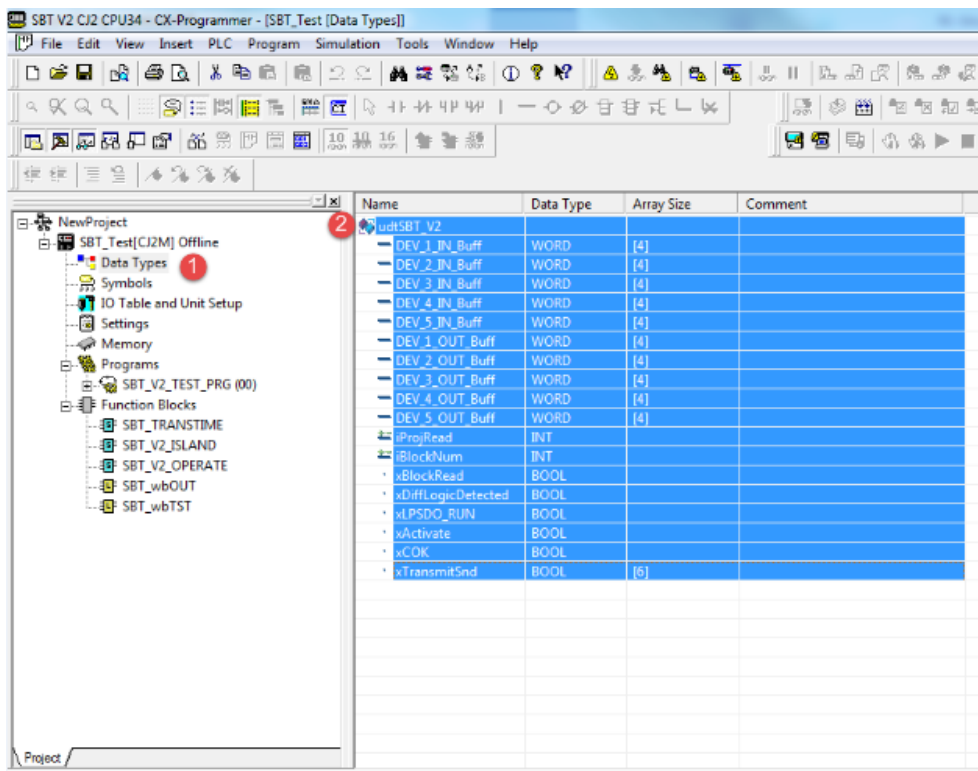 SBT V2 CJ2 CPU34 - CX-Programmer - [SBT_Test [Data Types]]
File Edit View Insert PLC Program Simulation Tools Window Help
10 10 16
Name Data Type Array Size Comment
NewProject
SBT_Test[CJ2M] Offline
Data Types 1
Symbols
IO Table and Unit Setup
Settings
Memory
Programs
SBT_V2_TEST_PRG (00)
Function Blocks
SBT_TRANSTIME
SBT_V2_ISLAND
SBT_V2_OPERATE
SBT_wbOUT
SBT_wbTST
2 udtSBT_V2
DEV_1_IN_Buff WORD [4]
DEV_2_IN_Buff WORD [4]
DEV_3_IN_Buff WORD [4]
DEV_4_IN_Buff WORD [4]
DEV_5_IN_Buff WORD [4]
DEV_1_OUT_Buff WORD [4]
DEV_2_OUT_Buff WORD [4]
DEV_3_OUT_Buff WORD [4]
DEV_4_OUT_Buff WORD [4]
DEV_5_OUT_Buff WORD [4]
iProjRead INT
iBlockNum INT
xBlockRead BOOL
xDiffLogicDetected BOOL
xLPSDO_RUN BOOL
xActivate BOOL
xCOK BOOL
xTransmitSnd BOOL [6]
Project